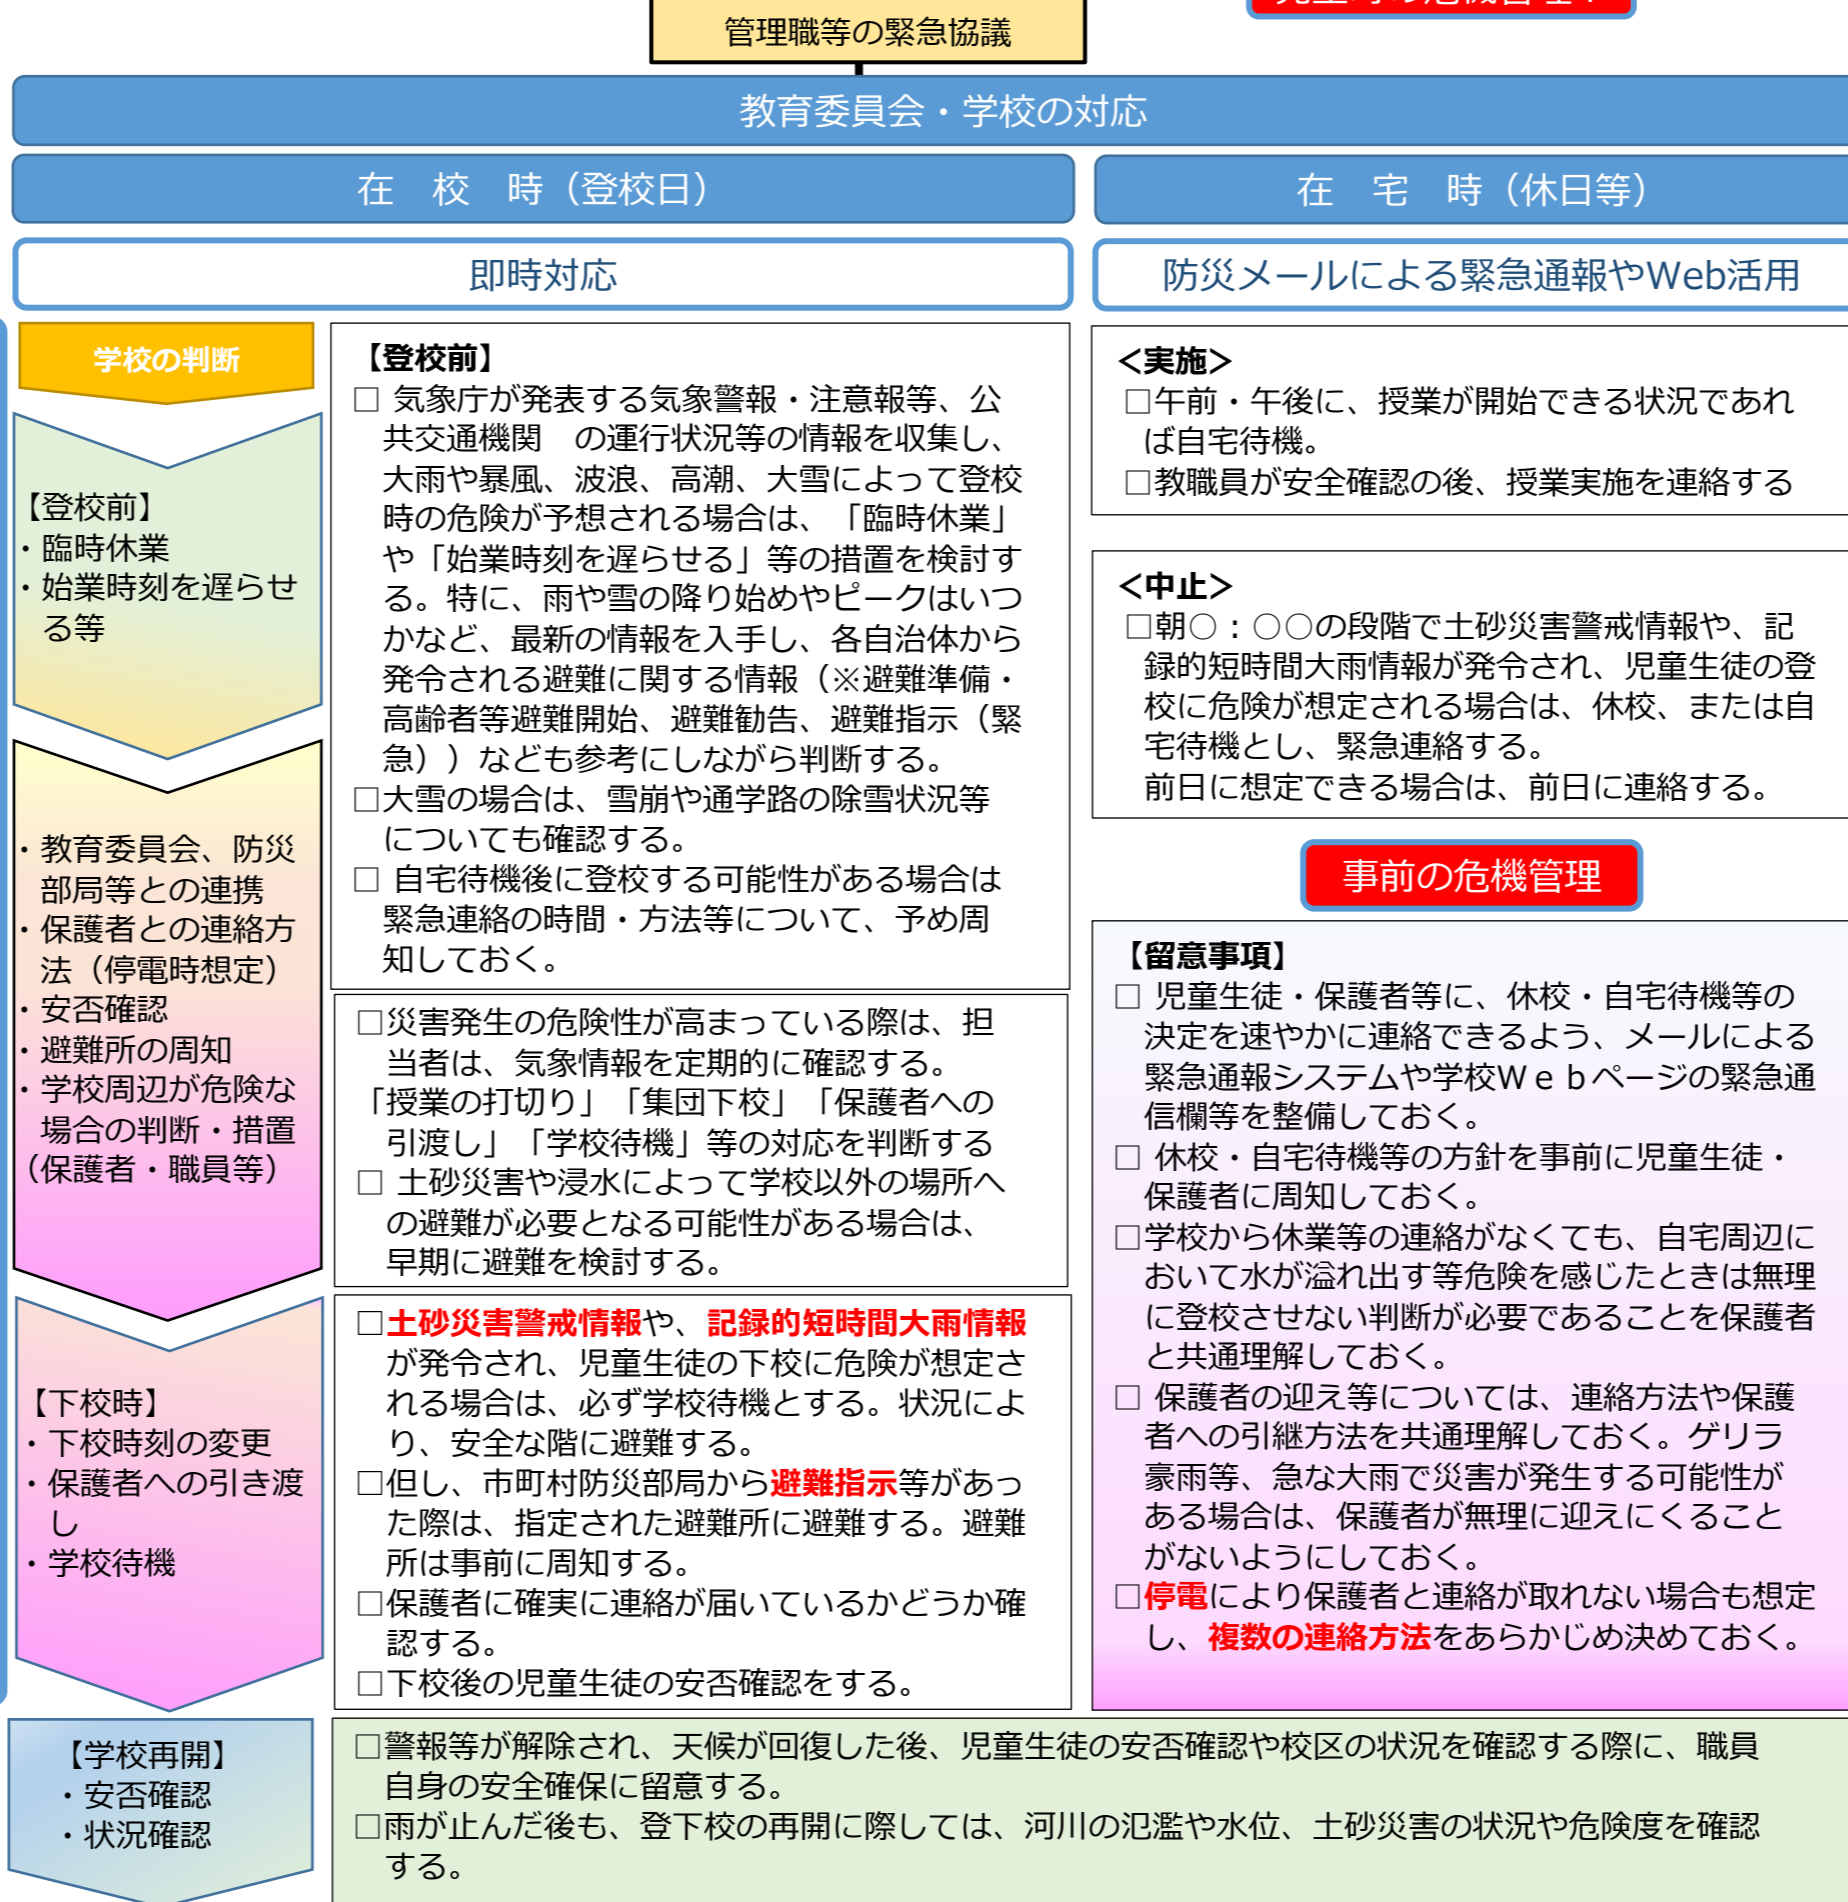 管理職等の緊急協議
教育委員会・学校の対応
在　校　時（登校日）
在　宅　時（休日等）
即時対応
防災メールによる緊急通報やWeb活用
学校の判断
【登校前】
・臨時休業
・始業時刻を遅らせ
る等
・教育委員会、防災
部局等との連携
・保護者との連絡方
法（停電時想定）
・安否確認
・避難所の周知
・学校周辺が危険な
場合の判断・措置
（保護者・職員等）
【下校時】
・下校時刻の変更
・保護者への引き渡
し
・学校待機
【登校前】
□ 気象庁が発表する気象警報・注意報等、公
共交通機関　の運行状況等の情報を収集し、
大雨や暴風、波浪、高潮、大雪によって登校
時の危険が予想される場合は、「臨時休業」
や「始業時刻を遅らせる」等の措置を検討す
る。特に、雨や雪の降り始めやピークはいつ
かなど、最新の情報を入手し、各自治体から
発令される避難に関する情報（※避難準備・
高齢者等避難開始、避難勧告、避難指示（緊
急））なども参考にしながら判断する。
□大雪の場合は、雪崩や通学路の除雪状況等
についても確認する。
□ 自宅待機後に登校する可能性がある場合は
緊急連絡の時間・方法等について、予め周
知しておく。
□災害発生の危険性が高まっている際は、担
当者は、気象情報を定期的に確認する。
「授業の打切り」「集団下校」「保護者への
引渡し」「学校待機」等の対応を判断する
□ 土砂災害や浸水によって学校以外の場所へ
の避難が必要となる可能性がある場合は、
早期に避難を検討する。
□土砂災害警戒情報や、記録的短時間大雨情報
が発令され、児童生徒の下校に危険が想定さ
れる場合は、必ず学校待機とする。状況によ
り、安全な階に避難する。
□但し、市町村防災部局から避難指示等があっ
た際は、指定された避難所に避難する。避難
所は事前に周知する。
□保護者に確実に連絡が届いているかどうか確
認する。
□下校後の児童生徒の安否確認をする。
＜実施＞
□午前・午後に、授業が開始できる状況であれ
ば自宅待機。
□教職員が安全確認の後、授業実施を連絡する
＜中止＞
□朝○：○○の段階で土砂災害警戒情報や、記
録的短時間大雨情報が発令され、児童生徒の登
校に危険が想定される場合は、休校、または自
宅待機とし、緊急連絡する。
前日に想定できる場合は、前日に連絡する。
事前の危機管理
【留意事項】
□ 児童生徒・保護者等に、休校・自宅待機等の
決定を速やかに連絡できるよう、メールによる
緊急通報システムや学校Ｗｅｂページの緊急通
信欄等を整備しておく。
□ 休校・自宅待機等の方針を事前に児童生徒・
保護者に周知しておく。
□学校から休業等の連絡がなくても、自宅周辺に
おいて水が溢れ出す等危険を感じたときは無理
に登校させない判断が必要であることを保護者
と共通理解しておく。
□ 保護者の迎え等については、連絡方法や保護
者への引継方法を共通理解しておく。ゲリラ
豪雨等、急な大雨で災害が発生する可能性が
ある場合は、保護者が無理に迎えにくること
がないようにしておく。
□停電により保護者と連絡が取れない場合も想定
し、複数の連絡方法をあらかじめ決めておく。
【学校再開】
・安否確認
・状況確認
□警報等が解除され、天候が回復した後、児童生徒の安否確認や校区の状況を確認する際に、職員
自身の安全確保に留意する。
□雨が止んだ後も、登下校の再開に際しては、河川の氾濫や水位、土砂災害の状況や危険度を確認
する。